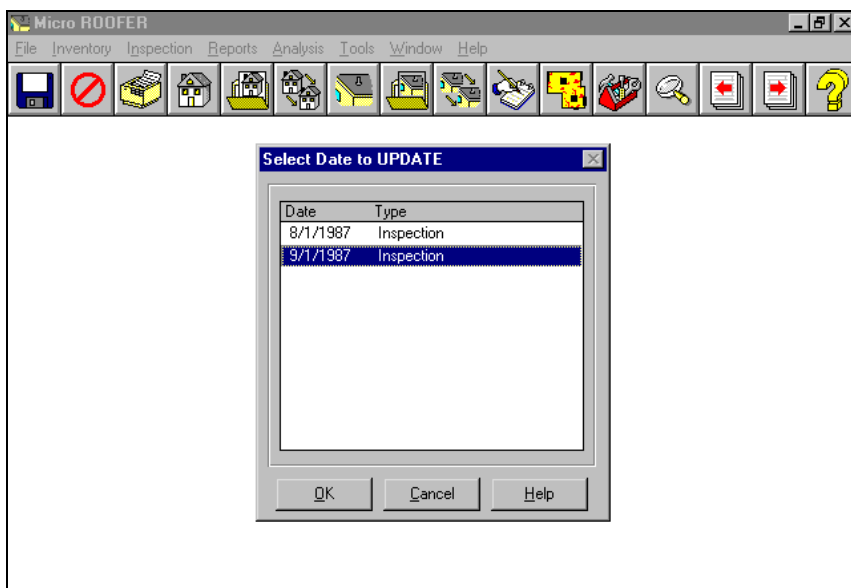 Micro ROOFER
File Inventory Inspection Reports Analysis Tools Window Help
Select Date to UPDATE
Date Type
8/1/1987 Inspection
9/1/1987 Inspection
OK Cancel Help